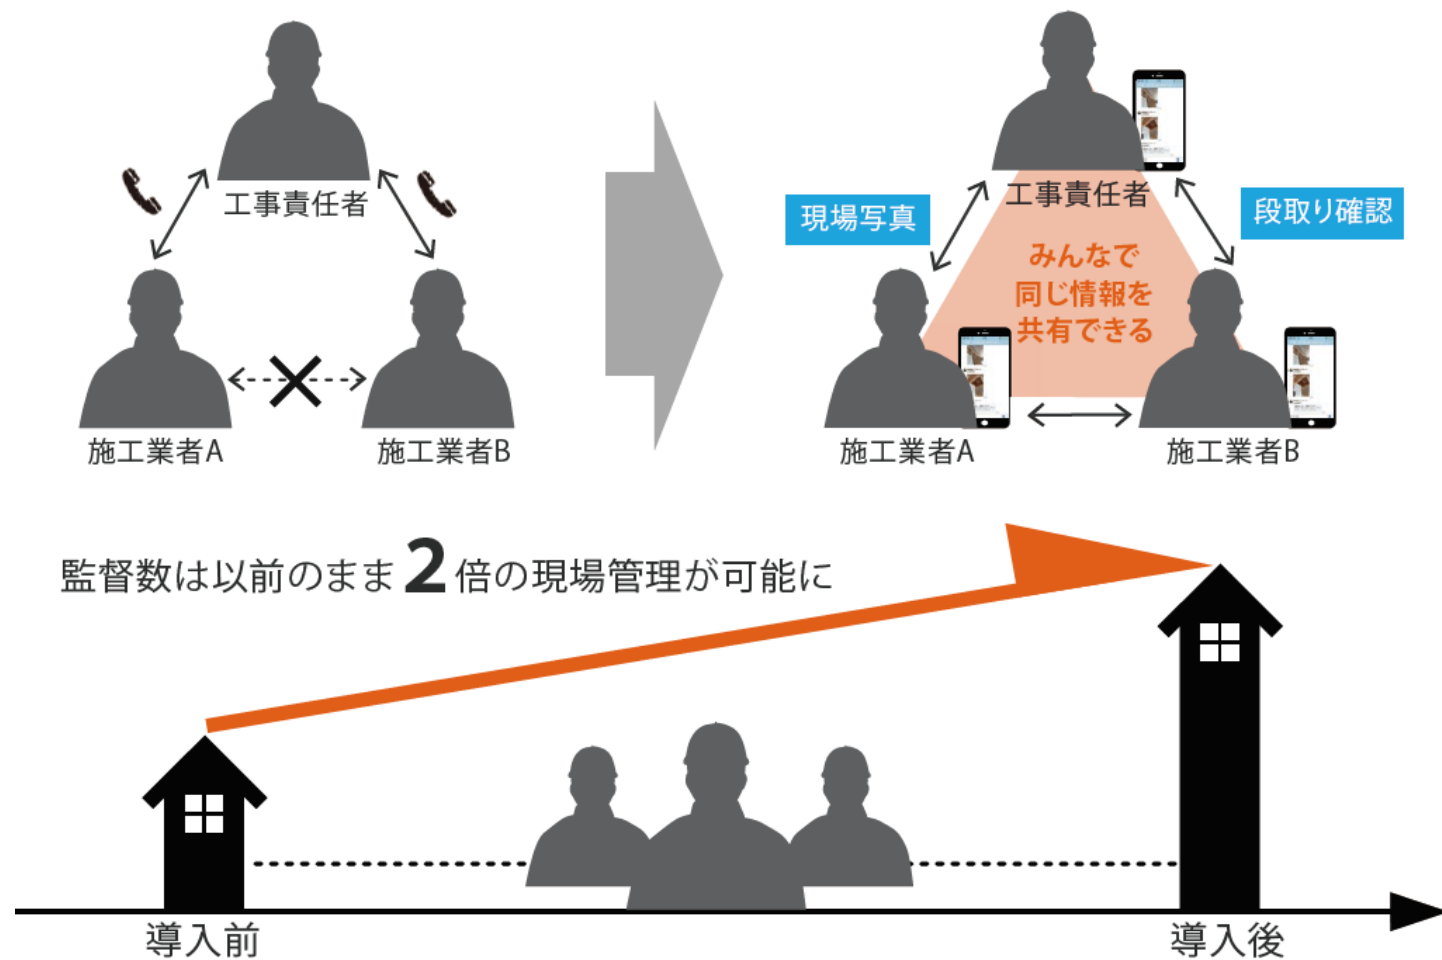 工事責任者
施工業者A
施工業者B
工事責任者
現場写真
段取り確認
みんなで
同じ情報を
共有できる
施工業者A
施工業者B
監督数は以前のまま2倍の現場管理が可能に
導入前
導入後